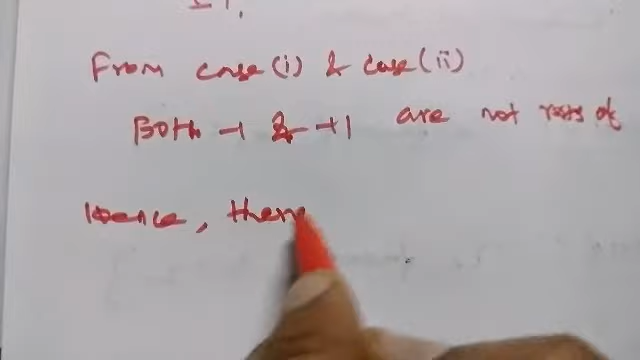 From case (i) & case (ii)
Both -1 & +1 are not roots of
Hence, there